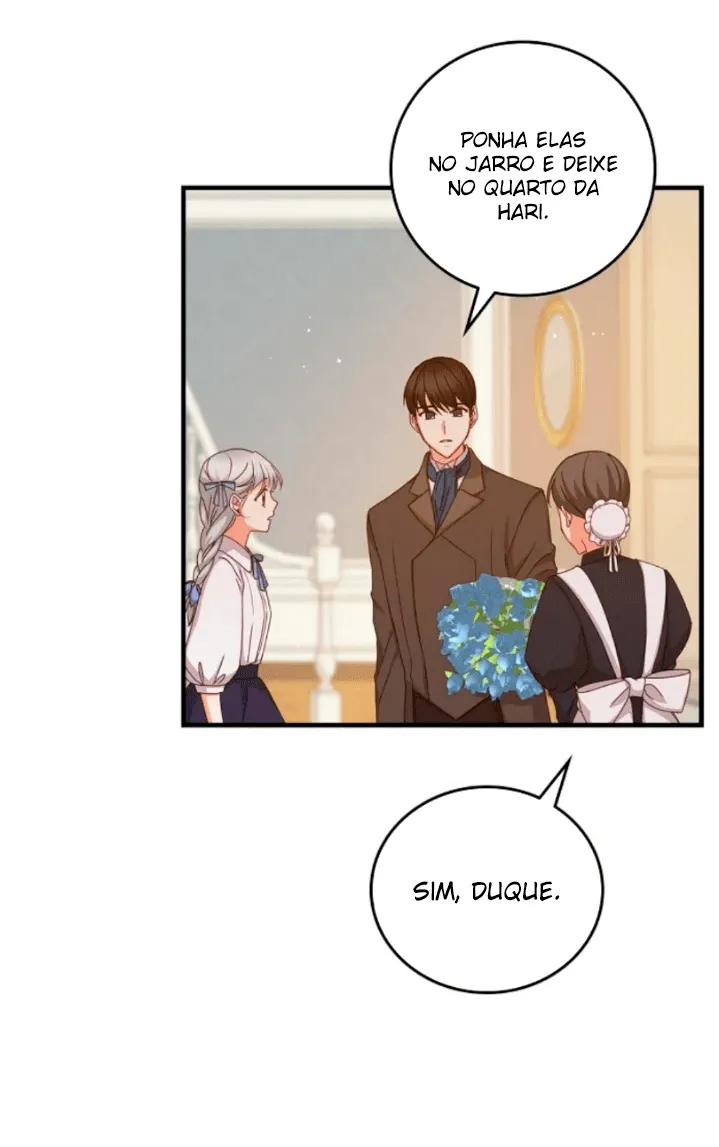 PONHA ELAS
NO JARRO E DEIXE
NO QUARTO DA
HARI.
SIM, DUQUE.